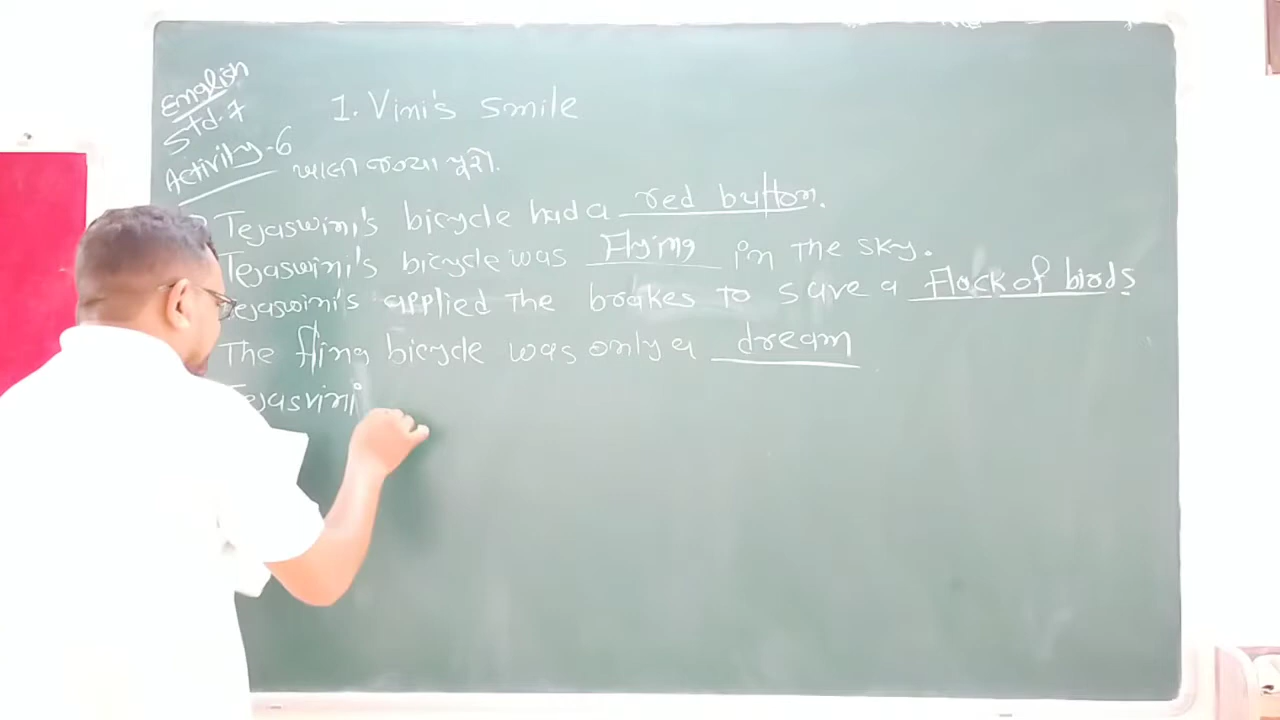 English
Std.7
1. Vini's smile
Activity-6
ખાલી જગ્યા પૂરો.
Tejaswini's bicycle had a red button.
Tejaswini's bicycle was Flying in the sky.
Tejaswini's applied the brakes to save a Flock of birds.
The fling bicycle was only a dream
Tejasvini